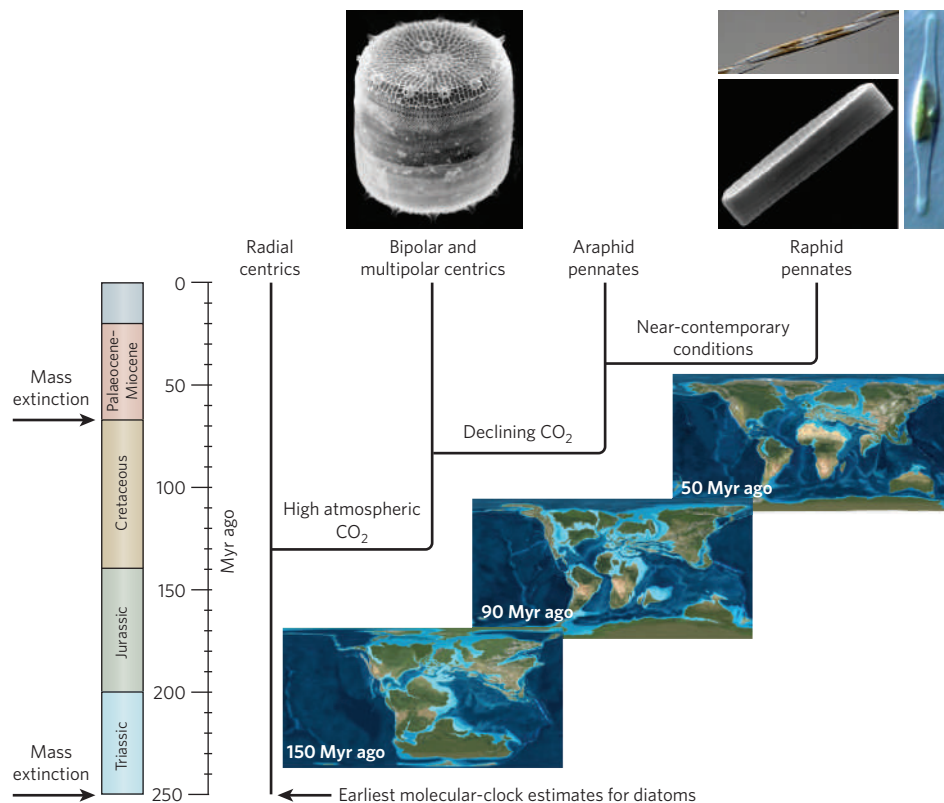 Radial
centrics
Bipolar and
multipolar centrics
Araphid
pennates
Raphid
pennates
0
50
100
150
200
250
Myr ago
Palaeocene–
Miocene
Cretaceous
Jurassic
Triassic
Mass
extinction
Mass
extinction
Near-contemporary
conditions
Declining CO2
High atmospheric
CO2
50 Myr ago
90 Myr ago
150 Myr ago
Earliest molecular-clock estimates for diatoms